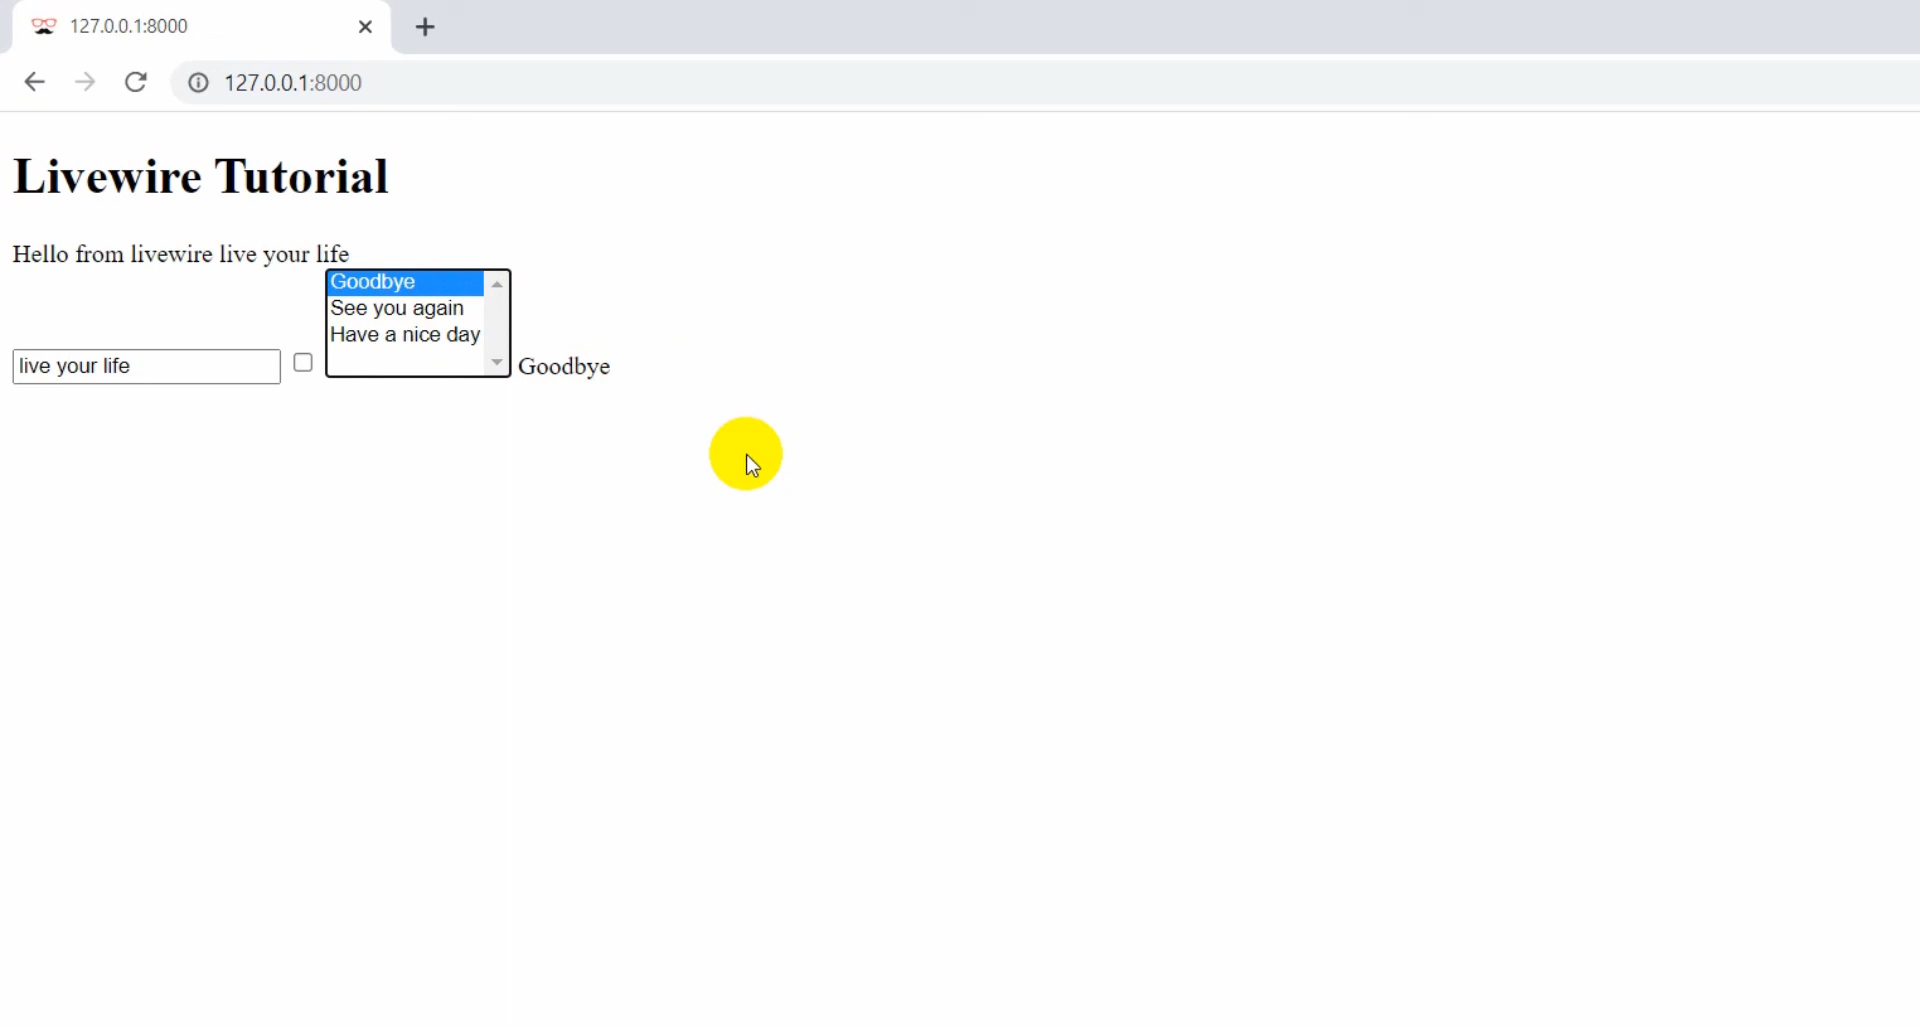 127.0.0.1:8000
127.0.0.1:8000
Livewire Tutorial
Hello from livewire live your life
Goodbye
See you again
Have a nice day
live your life
Goodbye